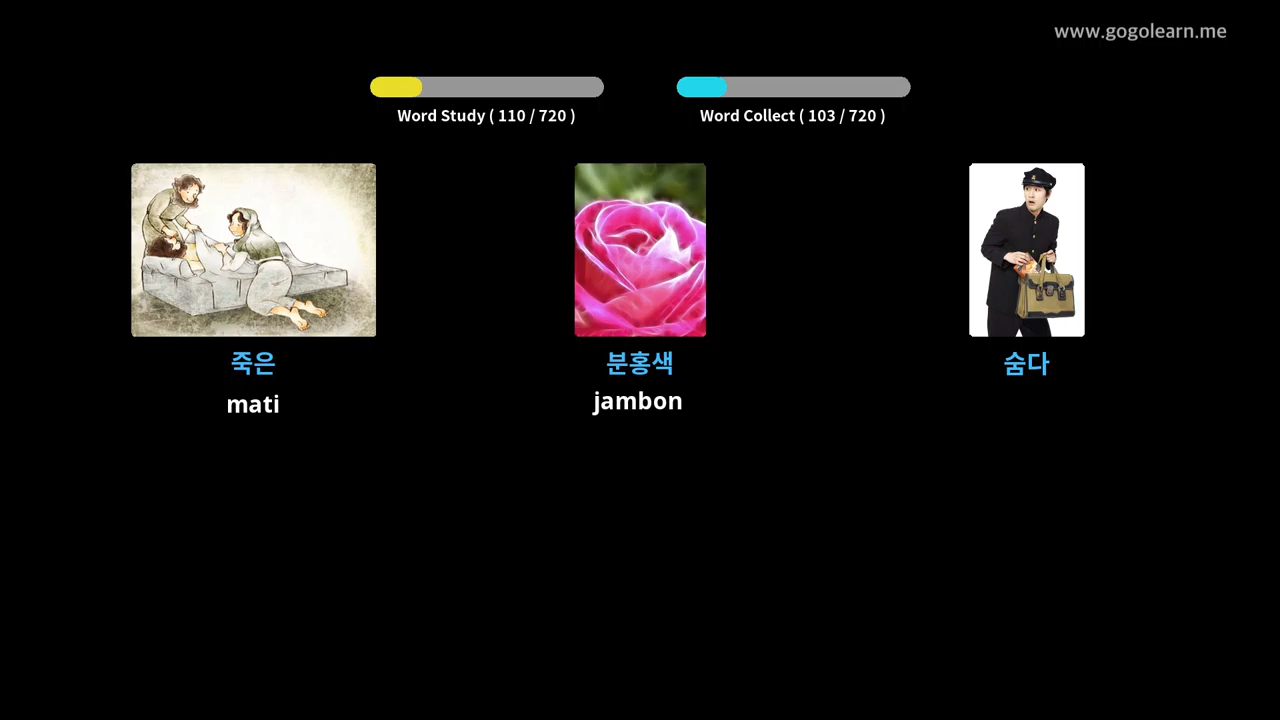 www.gogolearn.me
Word Study ( 110 / 720 )
Word Collect ( 103 / 720 )
죽은
분홍색
숨다
mati
jambon